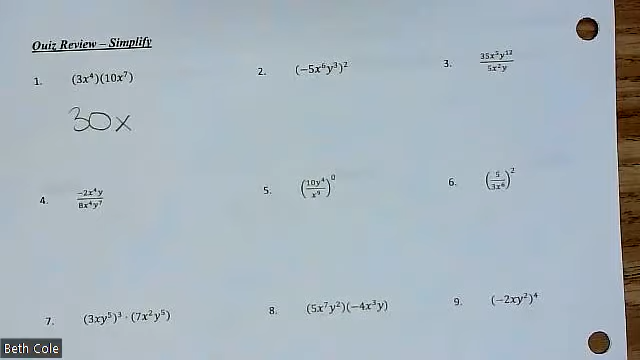 Quiz Review – Simplify
1. (3x⁴)(10x⁷)
2. (−5x⁶y³)²
3. 35x⁵y¹²/5x²y
30x
4. −2x⁴y/8x⁴y⁷
5. (10y⁴/x⁹)⁰
6. (5/3x⁶)²
7. (3xy⁵)³ · (7x²y⁵)
8. (5x⁷y²)(−4x³y)
9. (−2xy²)⁴
Beth Cole